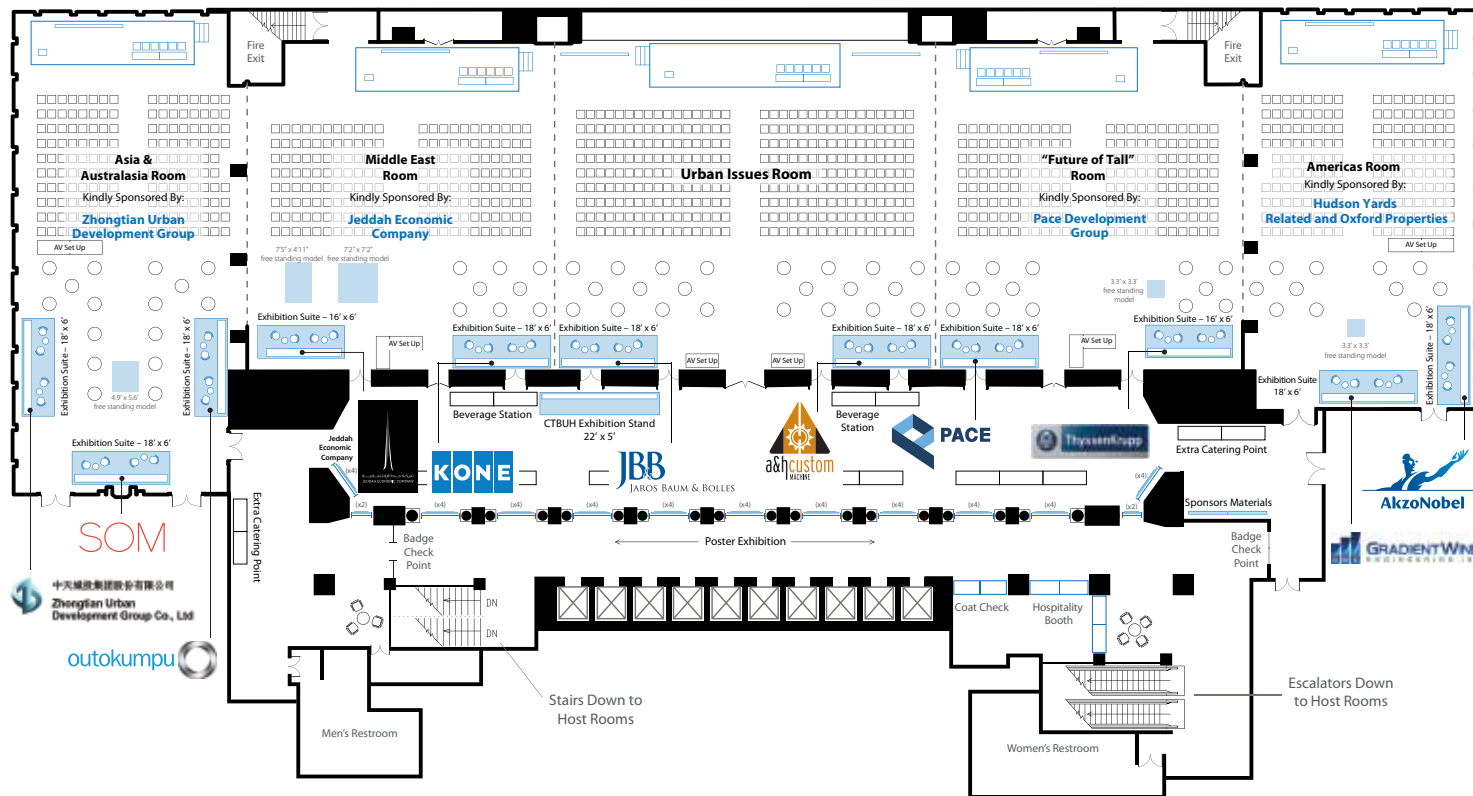 Fire
Exit
Fire
Exit
Asia &
Australasia Room
Kindly Sponsored By:
Zhongtian Urban
Development Group
AV Set Up
Middle East
Room
Kindly Sponsored By:
Jeddah Economic
Company
Urban Issues Room
“Future of Tall”
Room
Kindly Sponsored By:
Pace Development
Group
Americas Room
Kindly Sponsored By:
Hudson Yards
Related and Oxford Properties
AV Set Up
7'5" x 4'11"
free standing model
7'2" x 7'2"
free standing model
3.3' x 3.3'
free standing
model
Exhibition Suite – 18' x 6'
Exhibition Suite – 18' x 6'
4.9' x 5.6'
free standing model
Exhibition Suite – 18' x 6'
Exhibition Suite – 16' x 6'
AV Set Up
Exhibition Suite – 18' x 6'
Exhibition Suite – 18' x 6'
AV Set Up
AV Set Up
Exhibition Suite – 18' x 6'
Exhibition Suite – 18' x 6'
AV Set Up
Exhibition Suite – 16' x 6'
3.3' x 3.3'
free standing model
Exhibition Suite
18' x 6'
Exhibition Suite – 18' x 6'
Beverage Station
CTBUH Exhibition Stand
22' x 5'
Beverage
Station
Extra Catering Point
Jeddah
Economic
Company
JEDDAH ECONOMIC COMPANY
KONE
JBB
JAROS BAUM & BOLLES
a&hcustom
MACHINE
PACE
ThyssenKrupp
AkzoNobel
SOM
中天城投集团股份有限公司
Zhongtian Urban
Development Group Co., Ltd
outokumpu
GRADIENTWIN
Extra Catering Point
(x4)
(x2)
(x4)
(x4)
(x4)
(x4)
(x4)
(x4)
(x4)
(x4)
(x4)
(x2)
(x4)
Sponsors Materials
Badge
Check
Point
Poster Exhibition
Badge
Check
Point
DN
DN
Coat Check
Hospitality
Booth
Stairs Down to
Host Rooms
Escalators Down
to Host Rooms
Men's Restroom
Women's Restroom